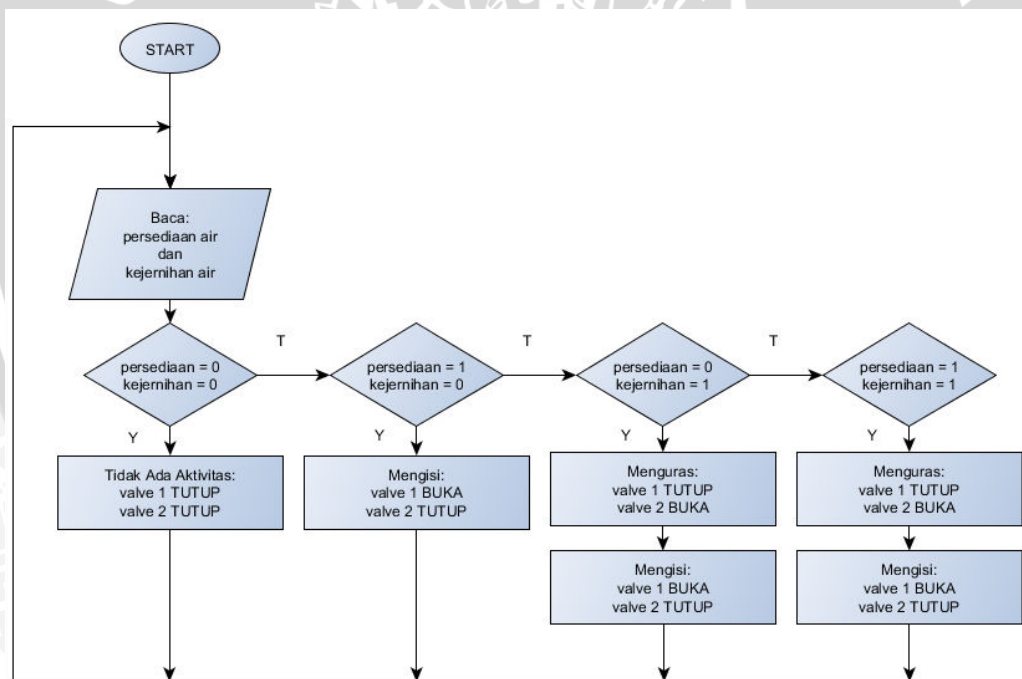 START
Baca:
persediaan air
dan
kejernihan air
persediaan = 0
kejernihan = 0
T
persediaan = 1
kejernihan = 0
T
persediaan = 0
kejernihan = 1
T
persediaan = 1
kejernihan = 1
Y
Y
Y
Y
Tidak Ada Aktivitas:
valve 1 TUTUP
valve 2 TUTUP
Mengisi:
valve 1 BUKA
valve 2 TUTUP
Menguras:
valve 1 TUTUP
valve 2 BUKA
Menguras:
valve 1 TUTUP
valve 2 BUKA
Mengisi:
valve 1 BUKA
valve 2 TUTUP
Mengisi:
valve 1 BUKA
valve 2 TUTUP